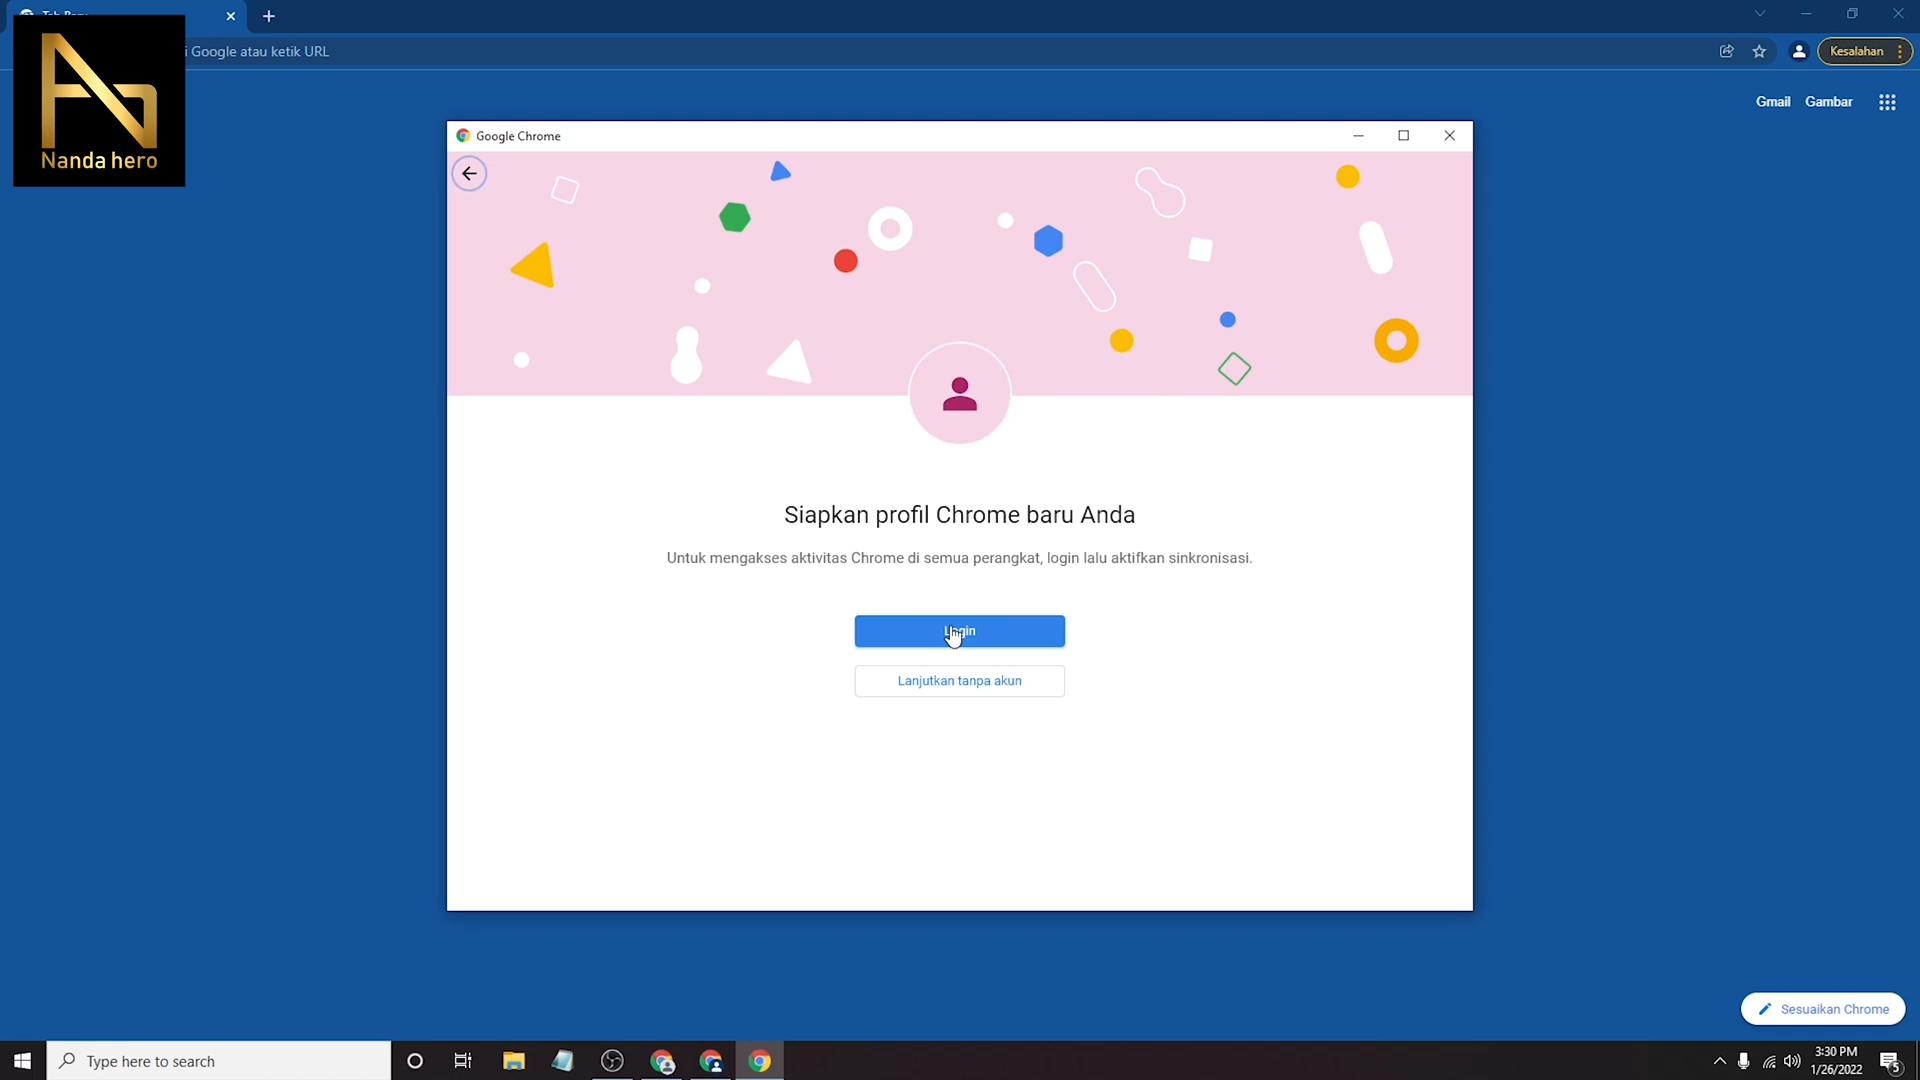 Nanda hero
i Google atau ketik URL
Kesalahan
Gmail
Gambar
Google Chrome
Siapkan profil Chrome baru Anda
Untuk mengakses aktivitas Chrome di semua perangkat, login lalu aktifkan sinkronisasi.
Lanjutkan tanpa akun
Sesuaikan Chrome
Type here to search
3:30 PM
1/26/2022
5